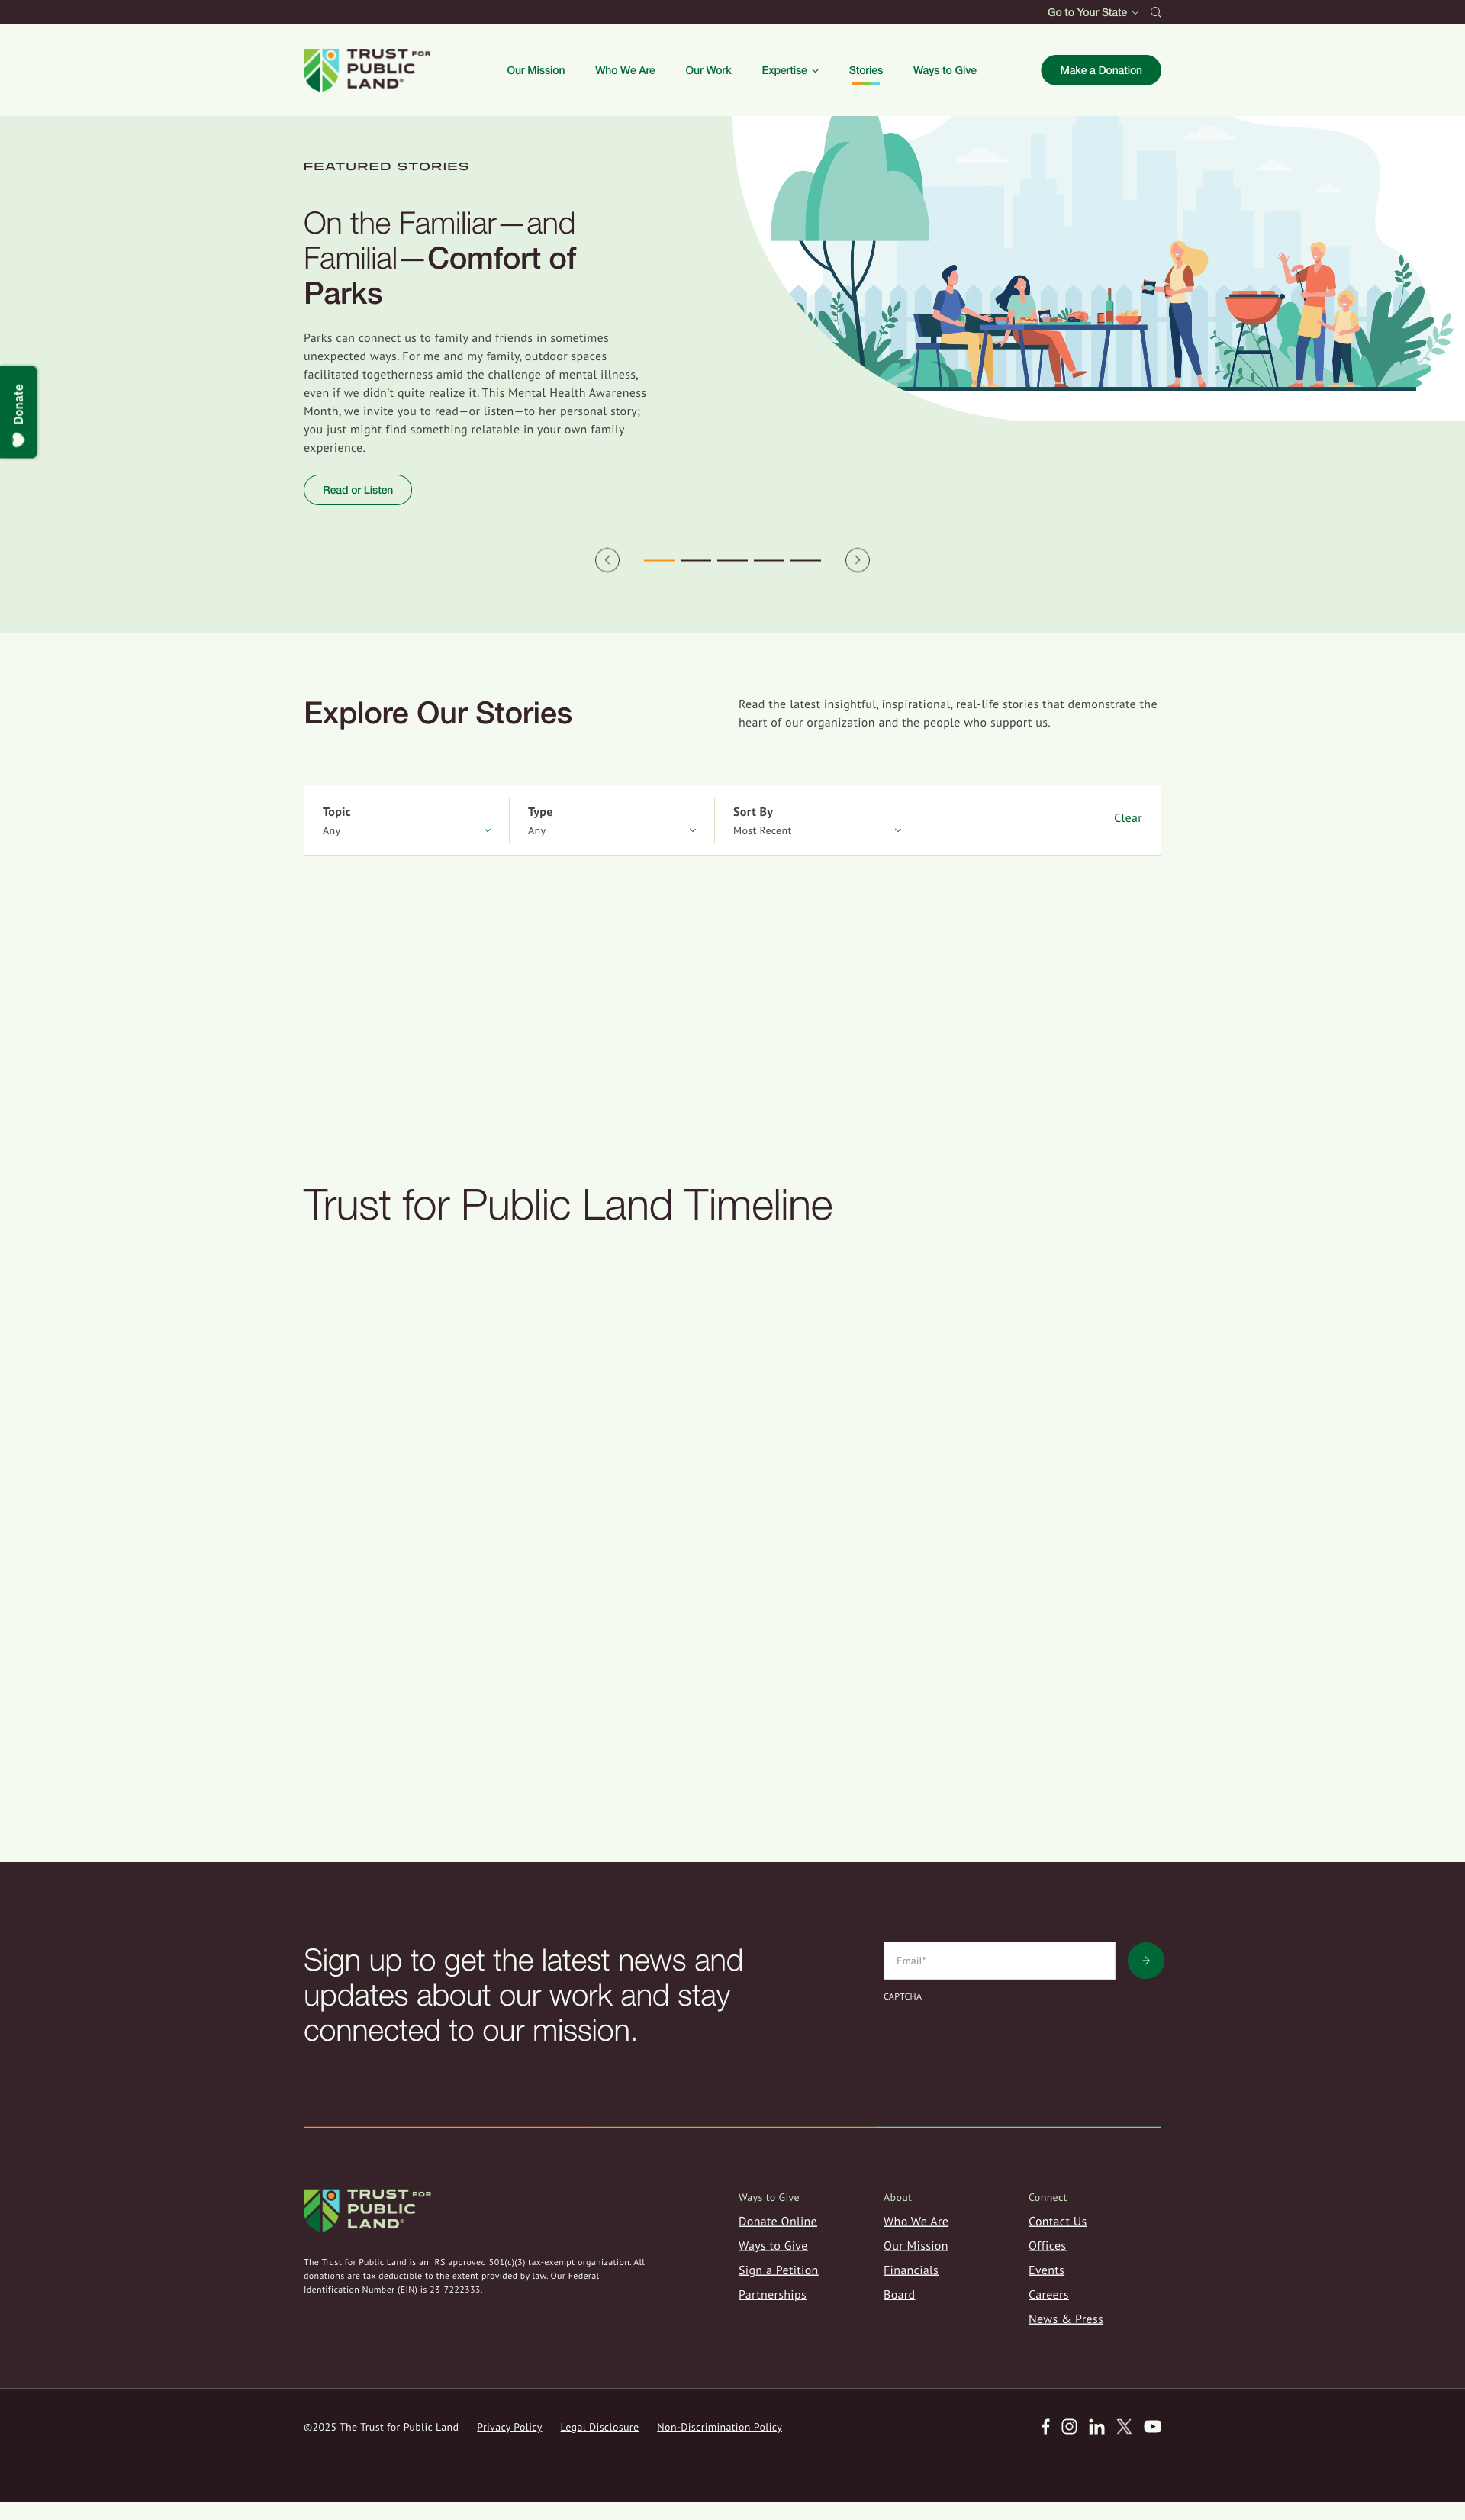 Go to Your State
TRUST FOR
PUBLIC
LAND®
Our Mission
Who We Are
Our Work
Expertise
Stories
Ways to Give
Make a Donation
FEATURED STORIES
On the Familiar—and
Familial—Comfort of
Parks
Parks can connect us to family and friends in sometimes
unexpected ways. For me and my family, outdoor spaces
facilitated togetherness amid the challenge of mental illness,
even if we didn’t quite realize it. This Mental Health Awareness
Month, we invite you to read—or listen—to her personal story;
you just might find something relatable in your own family
experience.
Donate
Read or Listen
Explore Our Stories
Read the latest insightful, inspirational, real-life stories that demonstrate the
heart of our organization and the people who support us.
Topic
Any
Type
Any
Sort By
Most Recent
Clear
Trust for Public Land Timeline
Sign up to get the latest news and
updates about our work and stay
connected to our mission.
Email*
CAPTCHA
TRUST FOR
PUBLIC
LAND®
The Trust for Public Land is an IRS approved 501(c)(3) tax-exempt organization. All
donations are tax deductible to the extent provided by law. Our Federal
Identification Number (EIN) is 23-7222333.
Ways to Give
Donate Online
Ways to Give
Sign a Petition
Partnerships
About
Who We Are
Our Mission
Financials
Board
Connect
Contact Us
Offices
Events
Careers
News & Press
©2025 The Trust for Public Land
Privacy Policy
Legal Disclosure
Non-Discrimination Policy